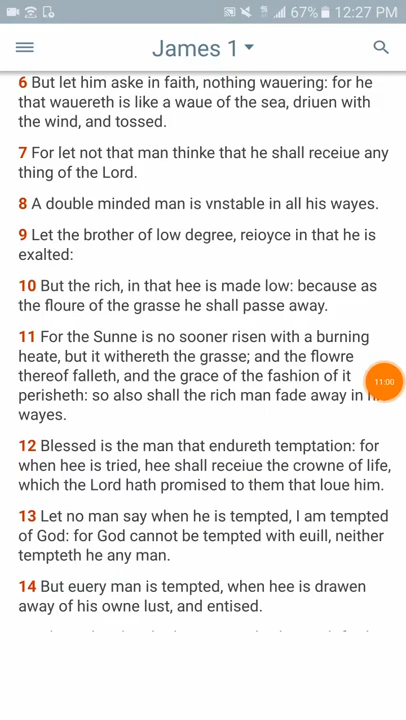 67% 12:27 PM
James 1
6 But let him aske in faith, nothing wauering: for he
that wauereth is like a waue of the sea, driuen with
the wind, and tossed.
7 For let not that man thinke that he shall receiue any
thing of the Lord.
8 A double minded man is vnstable in all his wayes.
9 Let the brother of low degree, reioyce in that he is
exalted:
10 But the rich, in that hee is made low: because as
the floure of the grasse he shall passe away.
11 For the Sunne is no sooner risen with a burning
heate, but it withereth the grasse; and the flowre
thereof falleth, and the grace of the fashion of it
11:00
perisheth: so also shall the rich man fade away in
wayes.
12 Blessed is the man that endureth temptation: for
when hee is tried, hee shall receiue the crowne of life,
which the Lord hath promised to them that loue him.
13 Let no man say when he is tempted, I am tempted
of God: for God cannot be tempted with euill, neither
tempteth he any man.
14 But euery man is tempted, when hee is drawen
away of his owne lust, and entised.